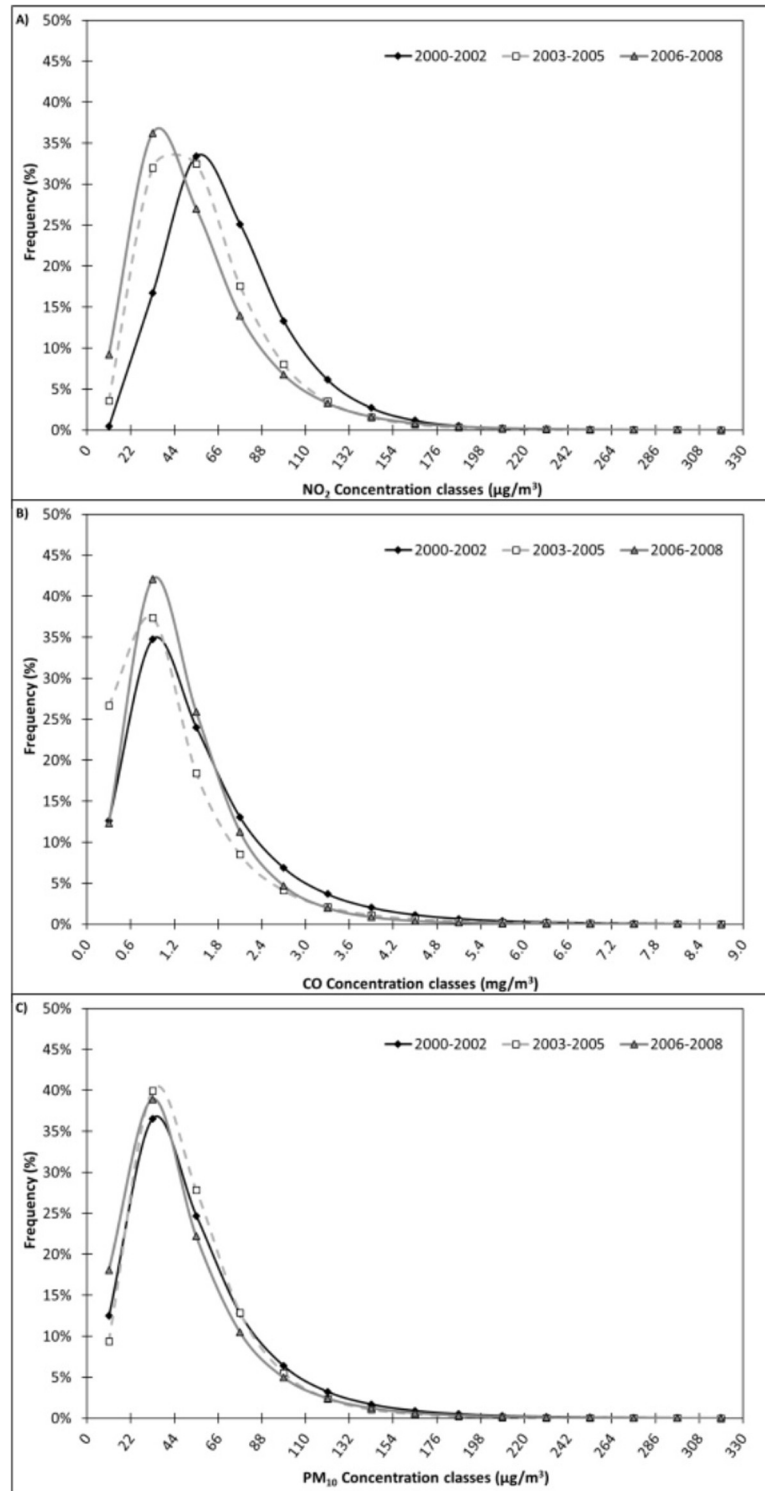 A)
50%
45%
40%
35%
30%
25%
20%
15%
10%
5%
0%
Frequency (%)
2000-2002 2003-2005 2006-2008
0 22 44 66 88 110 132 154 176 198 220 242 264 286 308 330
NO₂ Concentration classes (µg/m³)
B)
50%
45%
40%
35%
30%
25%
20%
15%
10%
5%
0%
Frequency (%)
2000-2002 2003-2005 2006-2008
0.0 0.6 1.2 1.8 2.4 3.0 3.6 4.2 4.8 5.4 6.0 6.6 7.2 7.8 8.4 9.0
CO Concentration classes (mg/m³)
C)
50%
45%
40%
35%
30%
25%
20%
15%
10%
5%
0%
Frequency (%)
2000-2002 2003-2005 2006-2008
0 22 44 66 88 110 132 154 176 198 220 242 264 286 308 330
PM₁₀ Concentration classes (µg/m³)